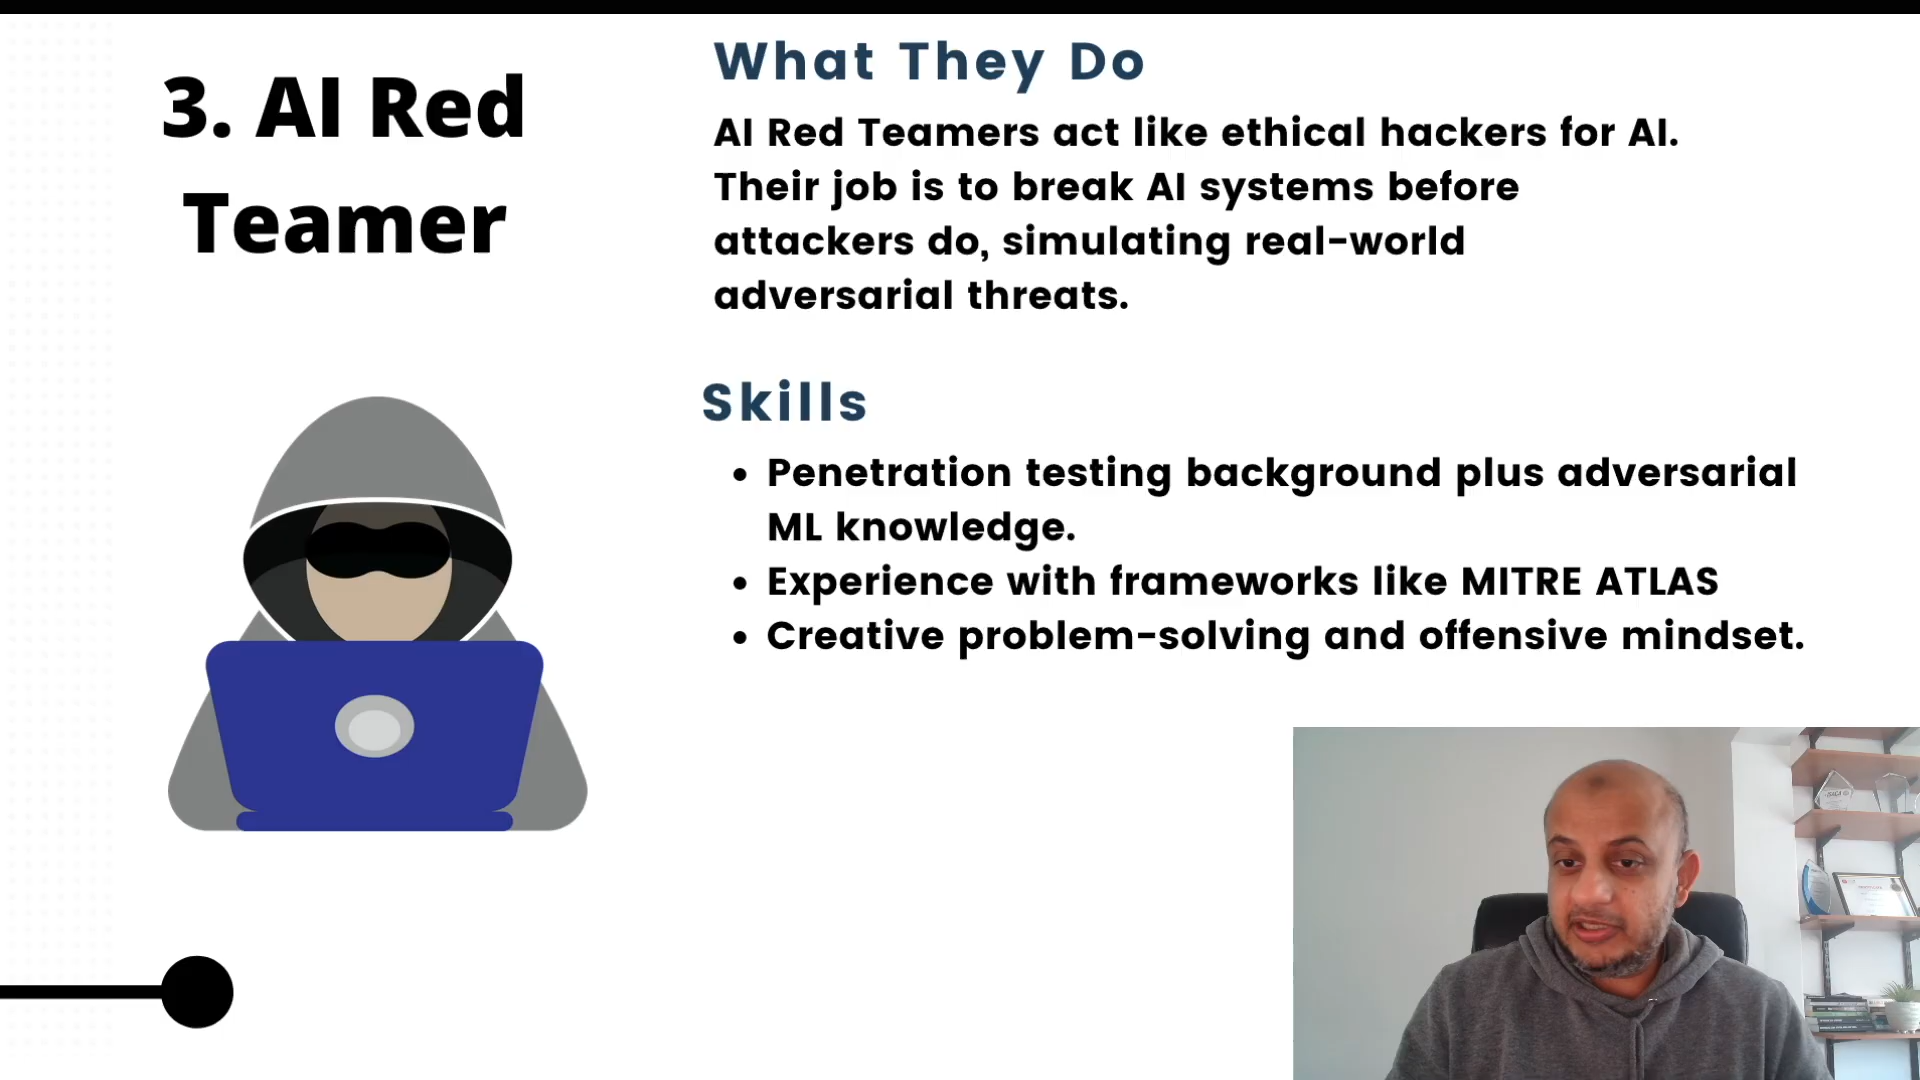 3. AI Red
Teamer
What They Do
AI Red Teamers act like ethical hackers for AI.
Their job is to break AI systems before
attackers do, simulating real-world
adversarial threats.
Skills
• Penetration testing background plus adversarial
ML knowledge.
• Experience with frameworks like MITRE ATLAS
• Creative problem-solving and offensive mindset.